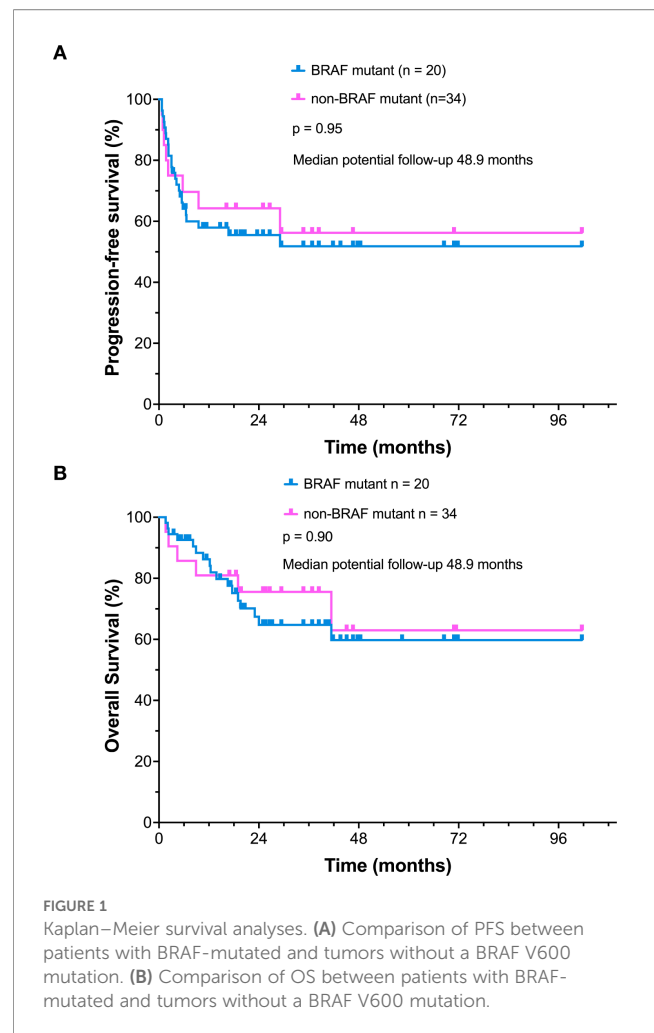 A
BRAF mutant (n = 20)
non-BRAF mutant (n=34)
p = 0.95
Median potential follow-up 48.9 months
Progression-free survival (%)
100
80
60
40
20
0
0 24 48 72 96
Time (months)
B
BRAF mutant n = 20
non-BRAF mutant n = 34
p = 0.90
Median potential follow-up 48.9 months
Overall Survival (%)
100
80
60
40
20
0
0 24 48 72 96
Time (months)
FIGURE 1
Kaplan–Meier survival analyses. (A) Comparison of PFS between
patients with BRAF-mutated and tumors without a BRAF V600
mutation. (B) Comparison of OS between patients with BRAF-
mutated and tumors without a BRAF V600 mutation.